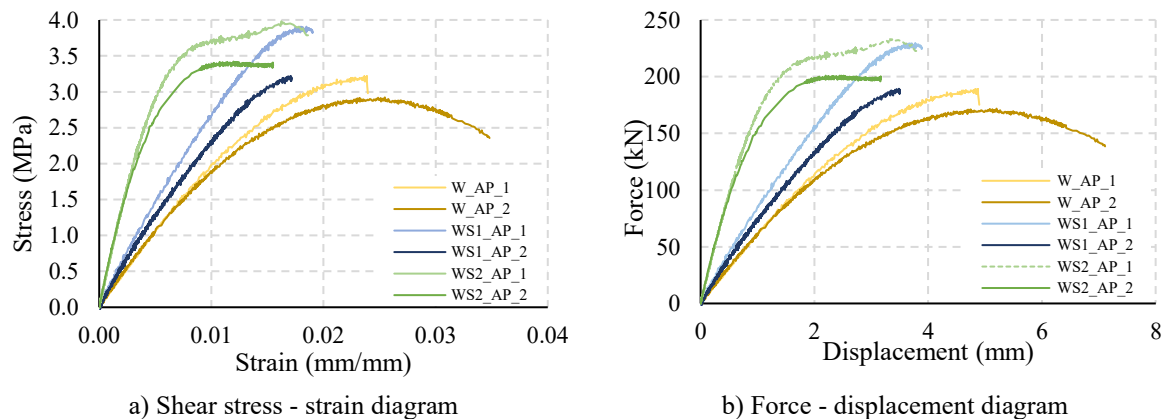 4.0
3.5
3.0
2.5
2.0
1.5
1.0
0.5
0.0
Stress (MPa)
0.00 0.01 0.02 0.03 0.04
Strain (mm/mm)
W_AP_1
W_AP_2
WS1_AP_1
WS1_AP_2
WS2_AP_1
WS2_AP_2
a) Shear stress - strain diagram
250
200
150
100
50
0
Force (kN)
0 2 4 6 8
Displacement (mm)
W_AP_1
W_AP_2
WS1_AP_1
WS1_AP_2
WS2_AP_1
WS2_AP_2
b) Force - displacement diagram